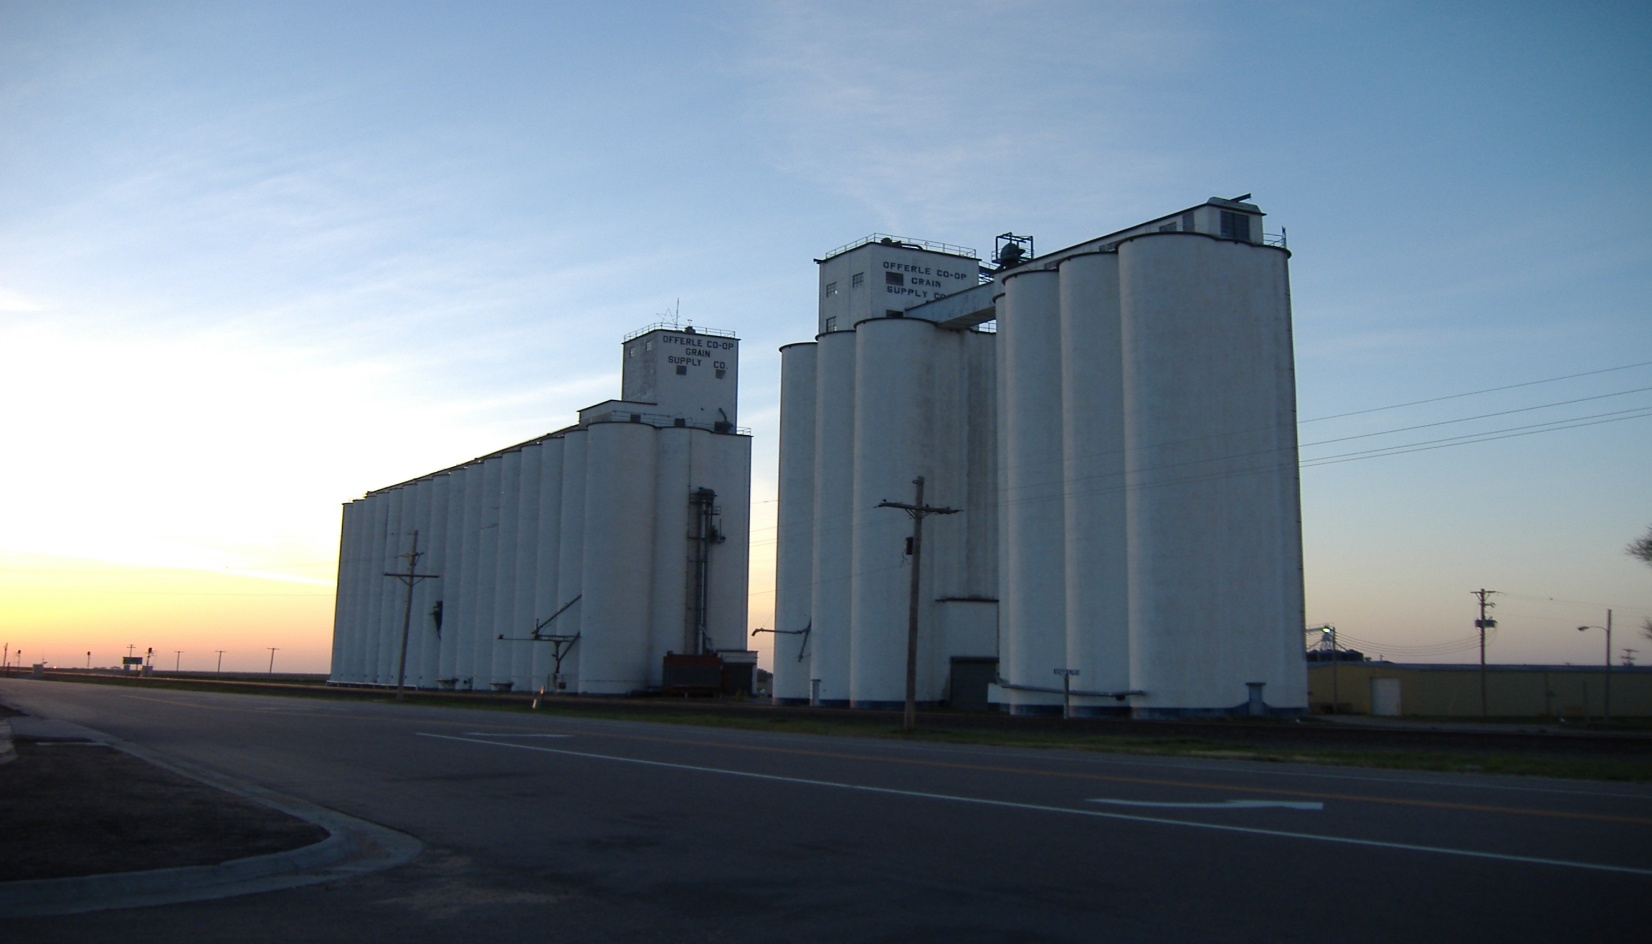 OFFERLE CO-OP
GRAIN
SUPPLY CO.
OFFERLE CO-OP
GRAIN
SUPPLY CO